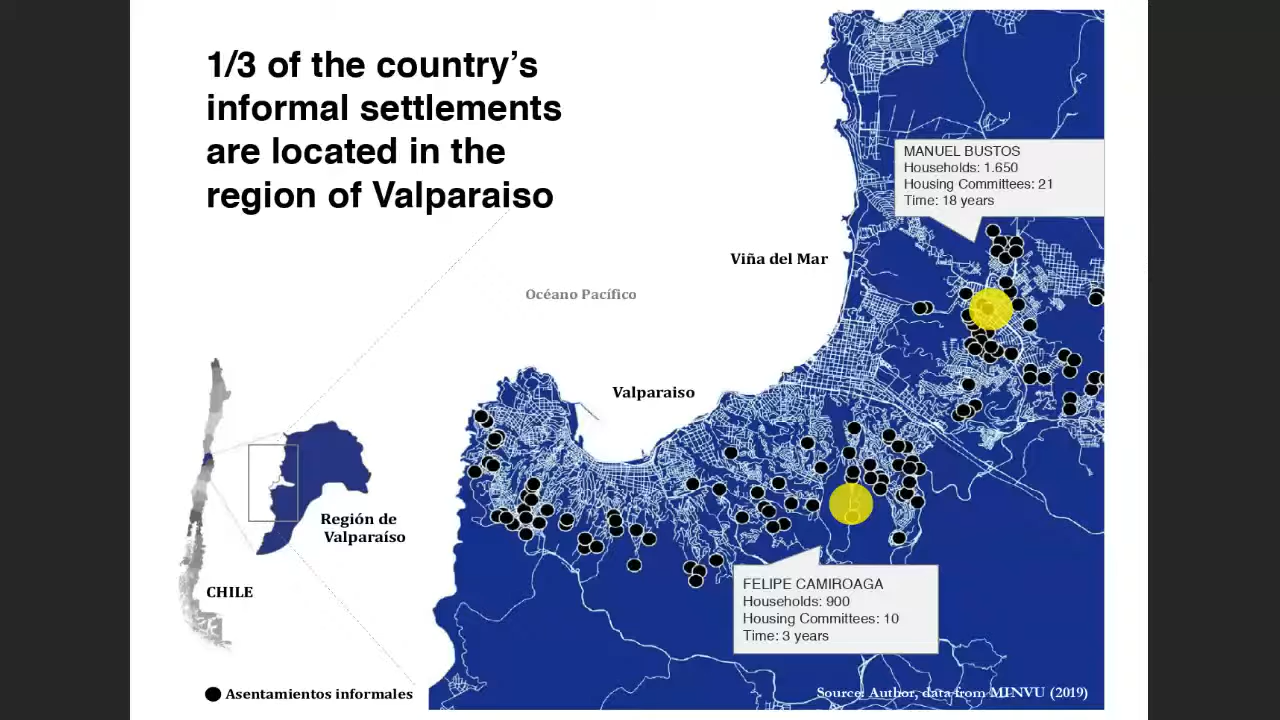 1/3 of the country’s
informal settlements
are located in the
region of Valparaiso
MANUEL BUSTOS
Households: 1.650
Housing Committees: 21
Time: 18 years
Viña del Mar
Océano Pacífico
Valparaiso
Región de
Valparaíso
CHILE
FELIPE CAMIROAGA
Households: 900
Housing Committees: 10
Time: 3 years
Asentamientos informales
Source: Author, data from MINVU (2019)